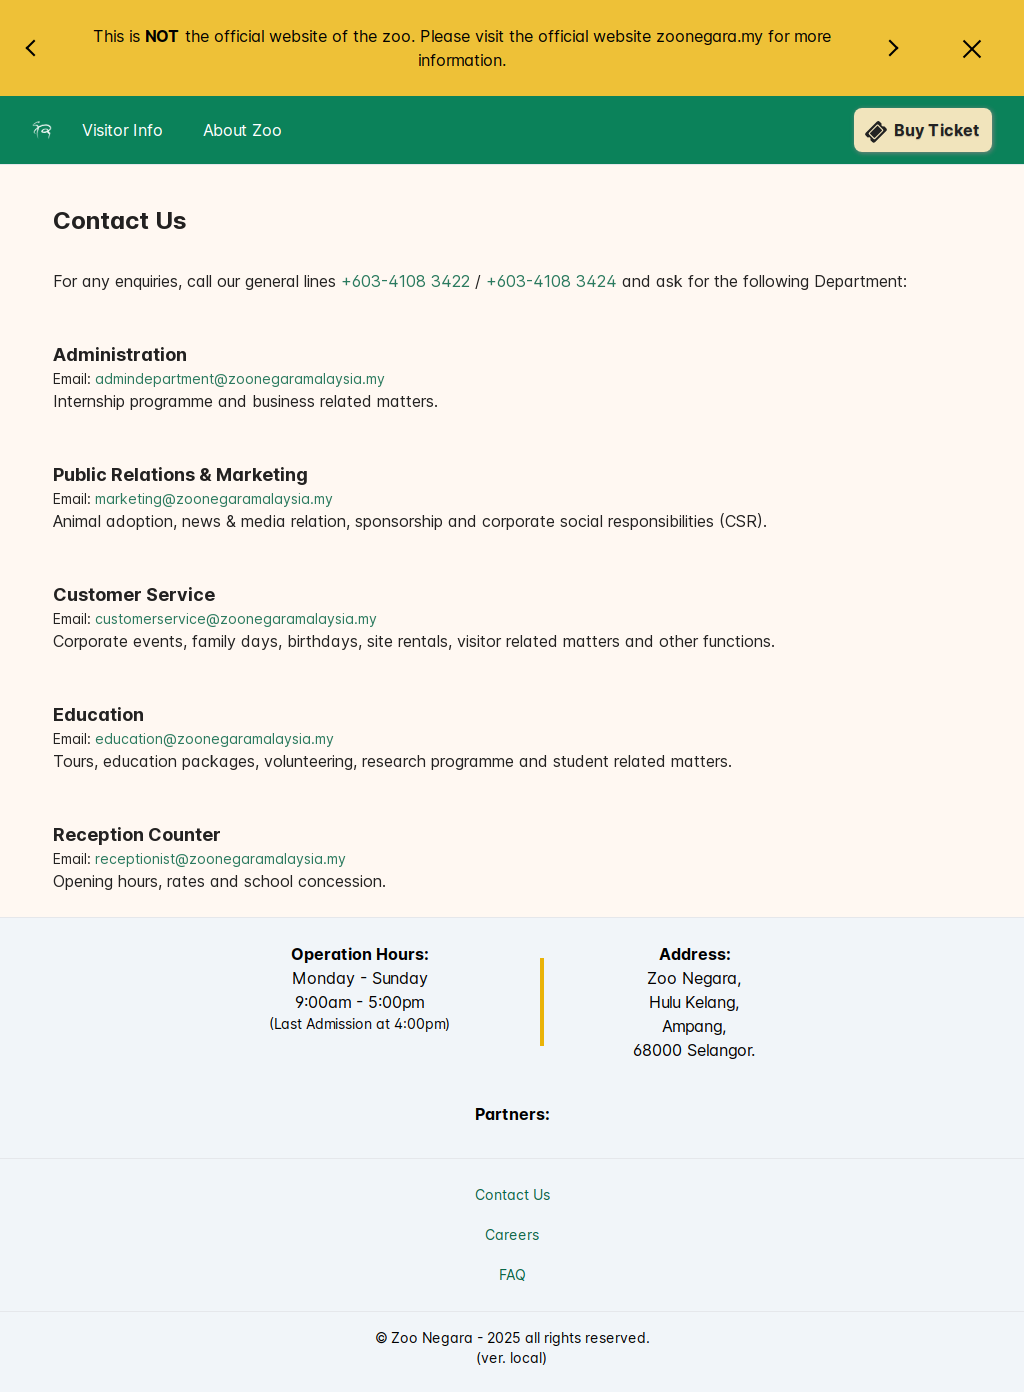 This is NOT the official website of the zoo. Please visit the official website zoonegara.my for more
information.
Visitor Info
About Zoo
Buy Ticket
Contact Us
For any enquiries, call our general lines +603-4108 3422 / +603-4108 3424 and ask for the following Department:
Administration
Email: admindepartment@zoonegaramalaysia.my
Internship programme and business related matters.
Public Relations & Marketing
Email: marketing@zoonegaramalaysia.my
Animal adoption, news & media relation, sponsorship and corporate social responsibilities (CSR).
Customer Service
Email: customerservice@zoonegaramalaysia.my
Corporate events, family days, birthdays, site rentals, visitor related matters and other functions.
Education
Email: education@zoonegaramalaysia.my
Tours, education packages, volunteering, research programme and student related matters.
Reception Counter
Email: receptionist@zoonegaramalaysia.my
Opening hours, rates and school concession.
Operation Hours:
Monday - Sunday
9:00am - 5:00pm
(Last Admission at 4:00pm)
Address:
Zoo Negara,
Hulu Kelang,
Ampang,
68000 Selangor.
Partners:
Contact Us
Careers
FAQ
© Zoo Negara - 2025 all rights reserved.
(ver. local)